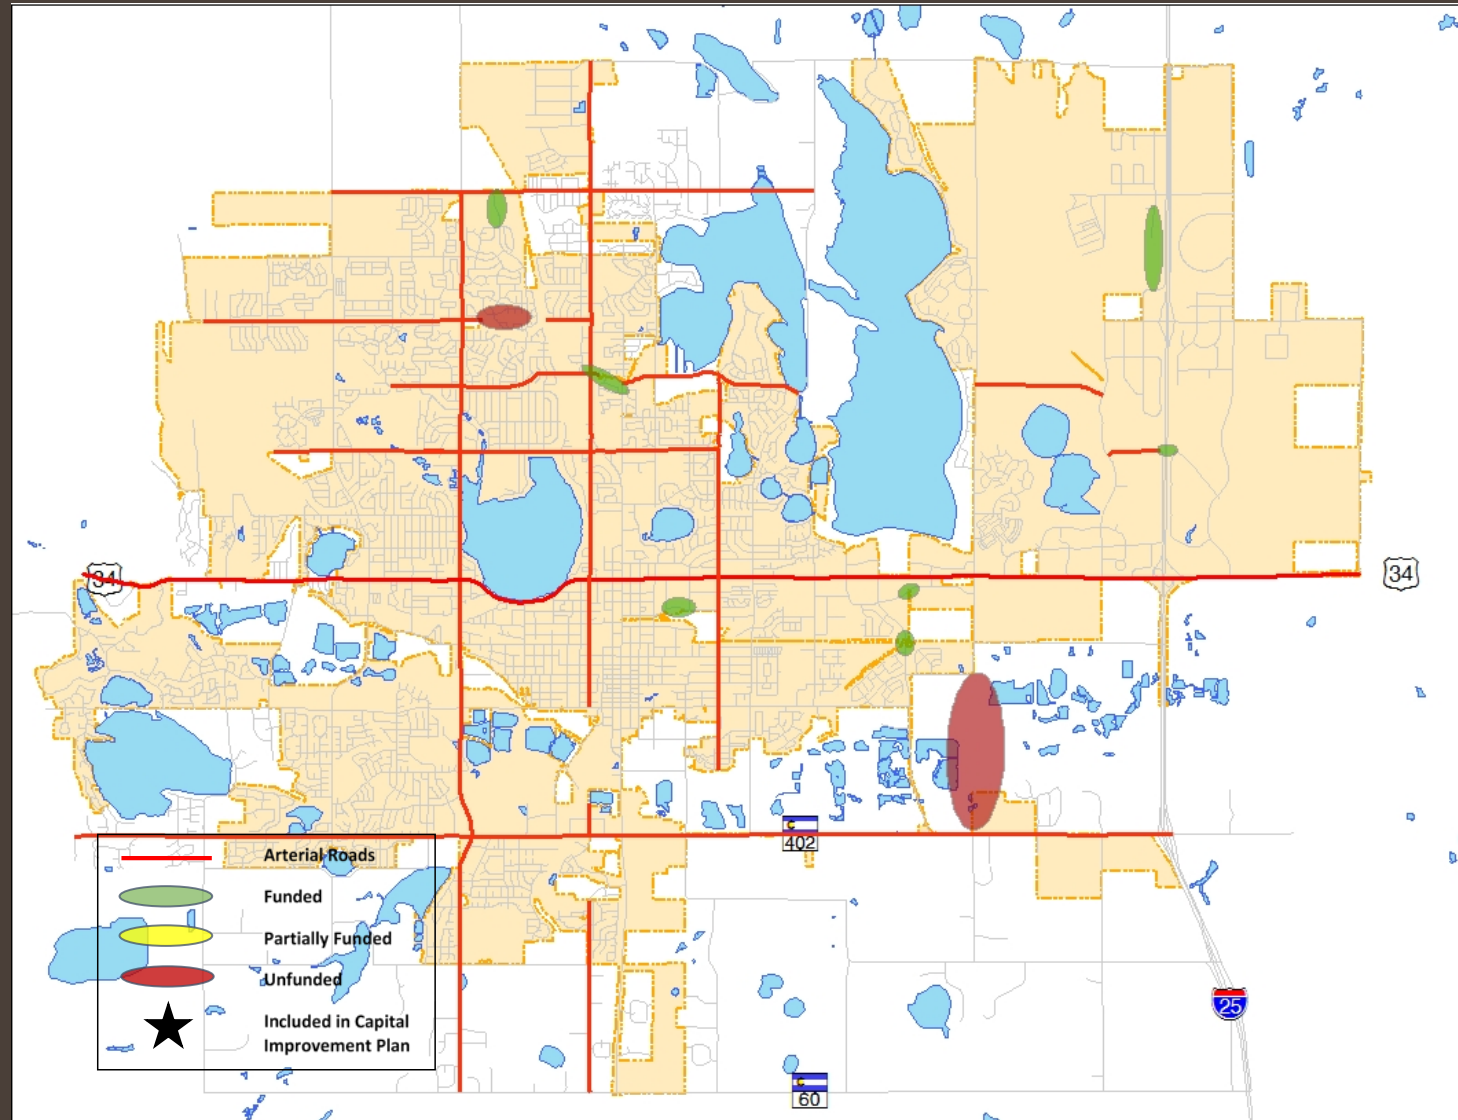 34
34
402
Arterial Roads
Funded
Partially Funded
Unfunded
Included in Capital
Improvement Plan
25
60